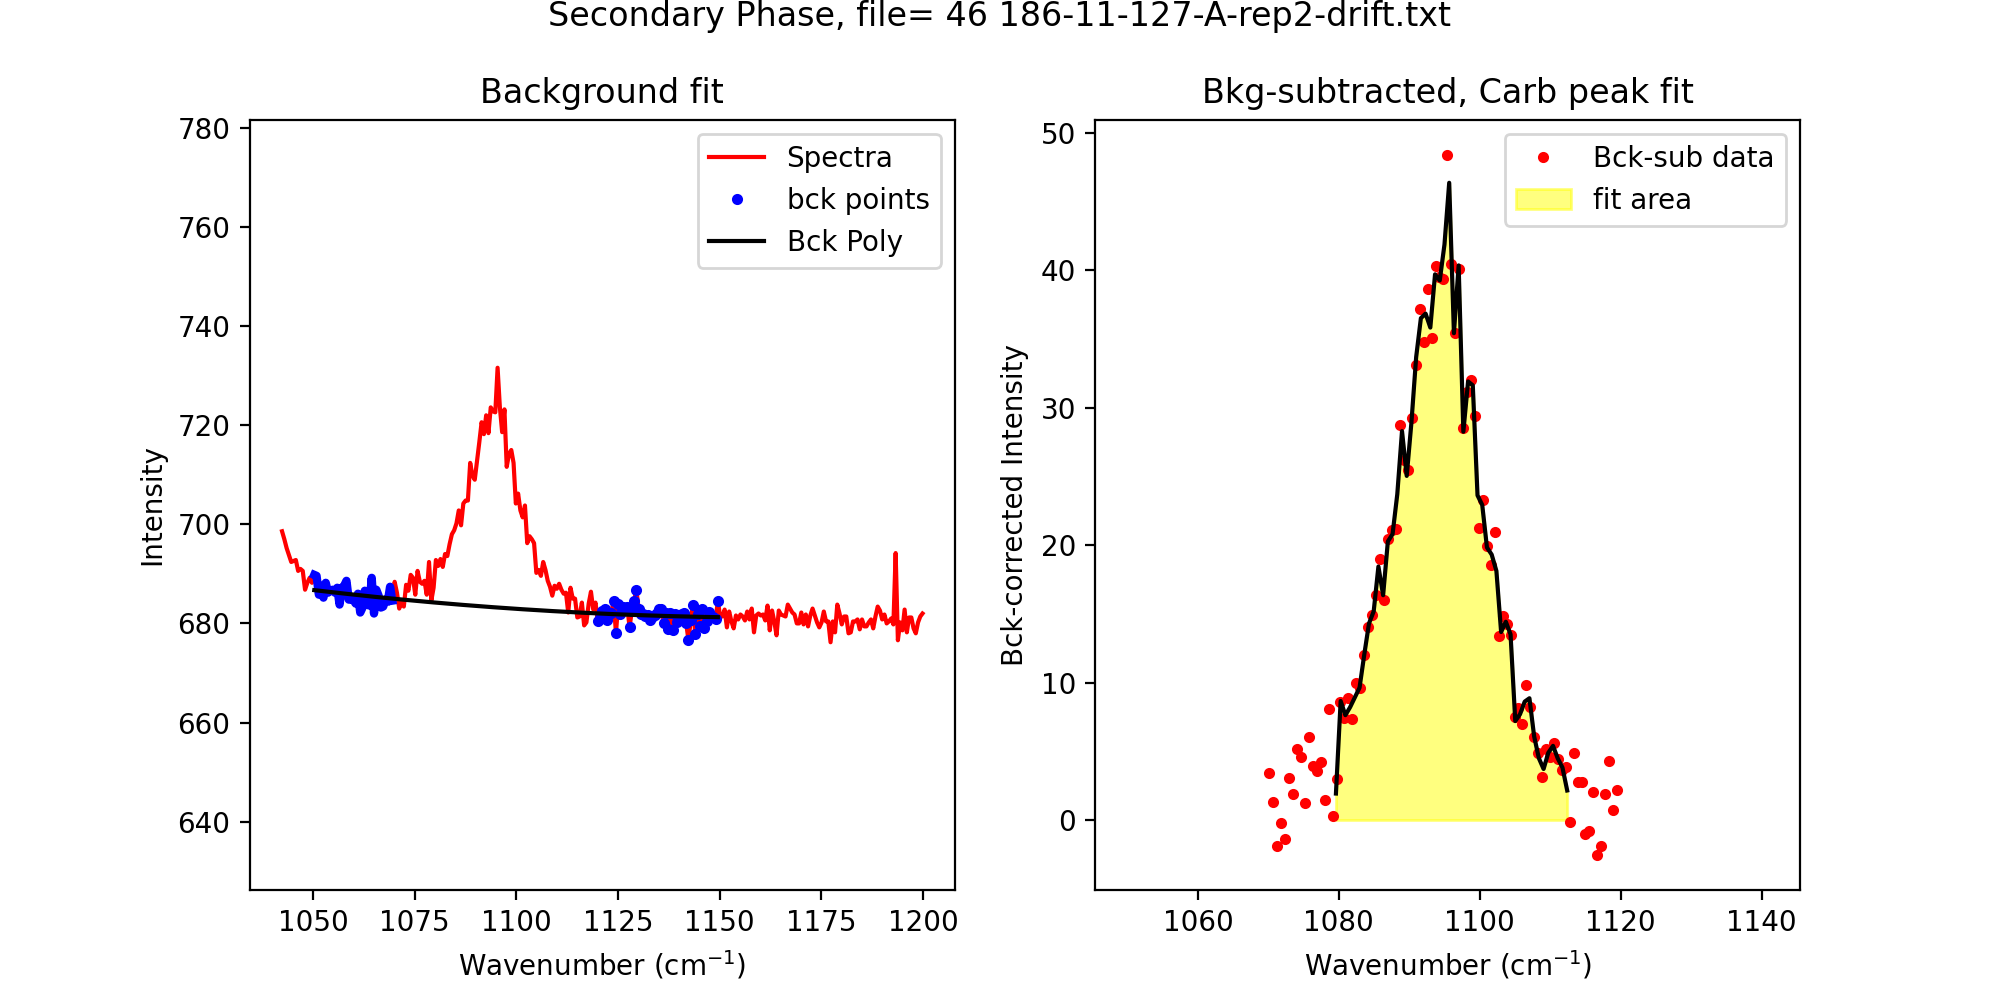 Secondary Phase, file= 46 186-11-127-A-rep2-drift.txt
Background fit
780
760
740
720
700
680
660
640
Intensity
Spectra
bck points
Bck Poly
1050
1075
1100
1125
1150
1175
1200
Wavenumber (cm⁻¹)
Bkg-subtracted, Carb peak fit
50
40
30
20
10
0
Bck-corrected Intensity
Bck-sub data
fit area
1060
1080
1100
1120
1140
Wavenumber (cm⁻¹)